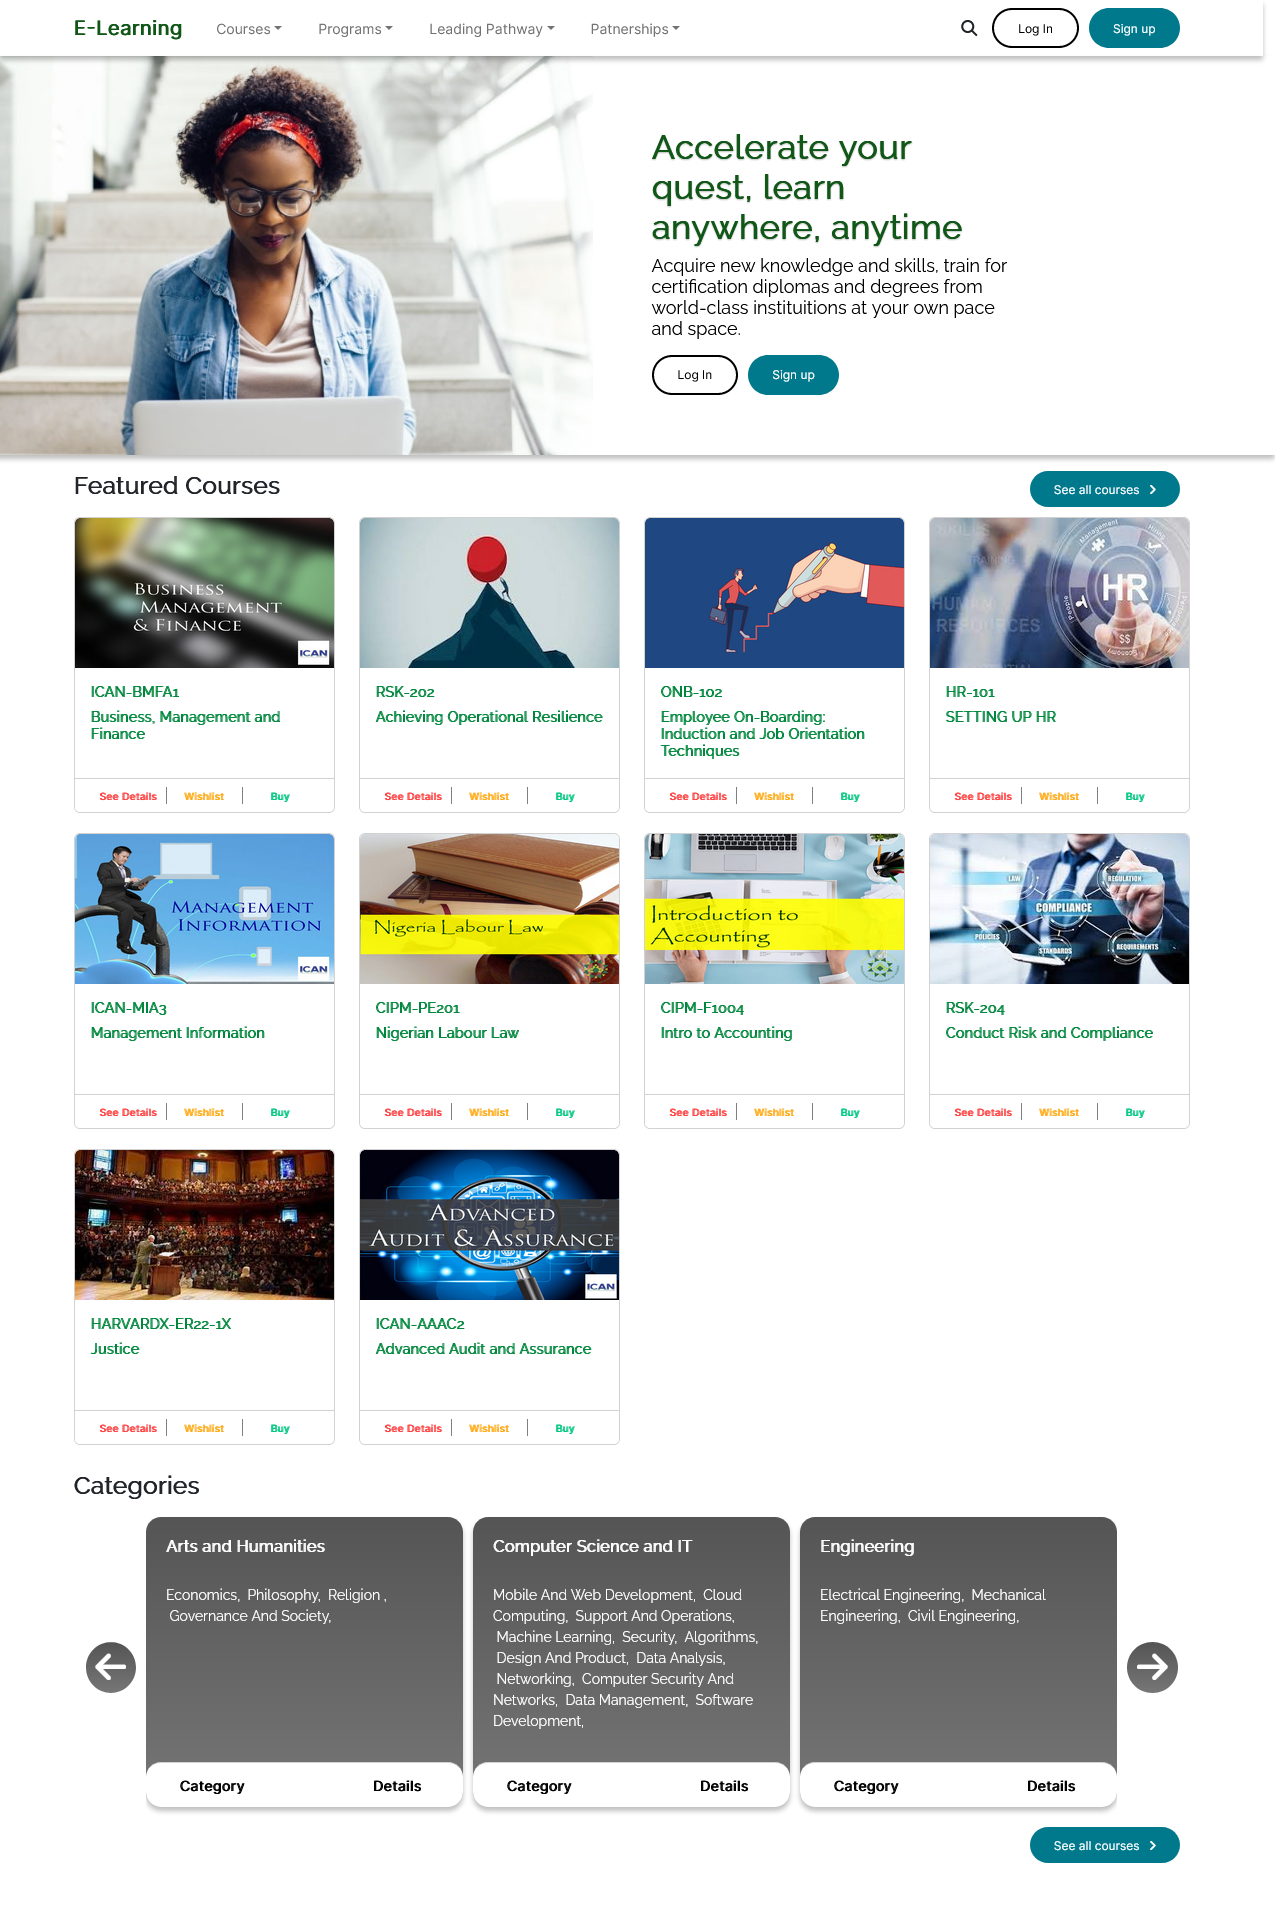 E-Learning
Courses
Programs
Leading Pathway
Patnerships
Log In
Sign up
Accelerate your
quest, learn
anywhere, anytime
Acquire new knowledge and skills, train for
certification diplomas and degrees from
world-class instituitions at your own pace
and space.
Log In
Sign up
Featured Courses
See all courses
Business
Management
& Finance
ICAN
SKILLS
TRAINING
HUMAN
RESOURCES
Management
HR
People
$$
Economy
ICAN-BMFA1
Business, Management and
Finance
RSK-202
Achieving Operational Resilience
ONB-102
Employee On-Boarding:
Induction and Job Orientation
Techniques
HR-101
SETTING UP HR
See Details Wishlist Buy
See Details Wishlist Buy
See Details Wishlist Buy
See Details Wishlist Buy
Management
Information
ICAN
Nigeria Labour Law
Introduction to
Accounting
LAW
REGULATION
COMPLIANCE
POLICIES
STANDARDS
REQUIREMENTS
ICAN-MIA3
Management Information
CIPM-PE201
Nigerian Labour Law
CIPM-F1004
Intro to Accounting
RSK-204
Conduct Risk and Compliance
See Details Wishlist Buy
See Details Wishlist Buy
See Details Wishlist Buy
See Details Wishlist Buy
Advanced
Audit & Assurance
ICAN
HARVARDX-ER22-1X
Justice
ICAN-AAAC2
Advanced Audit and Assurance
See Details Wishlist Buy
See Details Wishlist Buy
Categories
Arts and Humanities
Economics, Philosophy, Religion ,
Governance And Society,
Category Details
Computer Science and IT
Mobile And Web Development, Cloud
Computing, Support And Operations,
Machine Learning, Security, Algorithms,
Design And Product, Data Analysis,
Networking, Computer Security And
Networks, Data Management, Software
Development,
Category Details
Engineering
Electrical Engineering, Mechanical
Engineering, Civil Engineering,
Category Details
See all courses